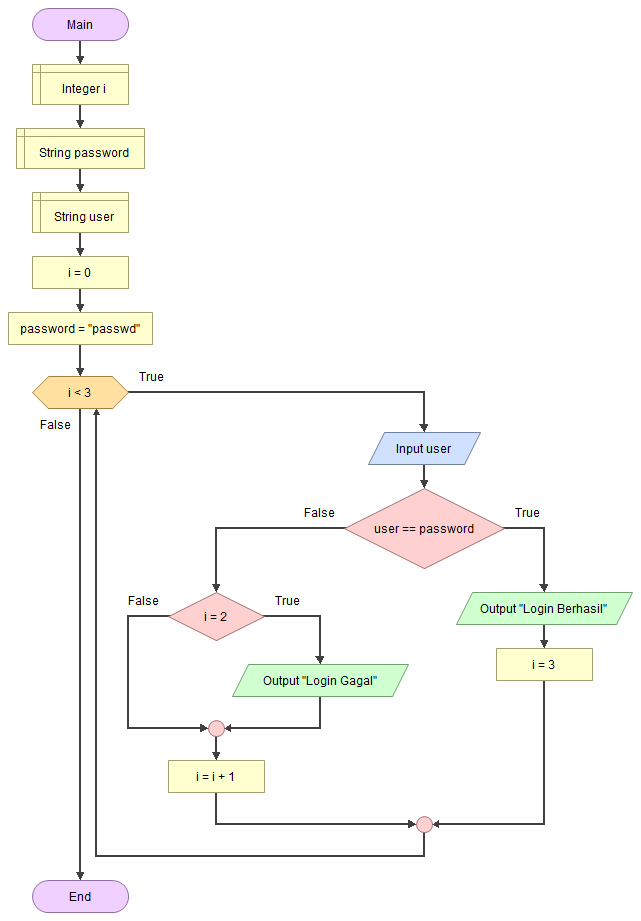 Main
Integer i
String password
String user
i = 0
password = "passwd"
i < 3
True
False
Input user
user == password
False
True
i = 2
False
True
Output "Login Berhasil"
Output "Login Gagal"
i = 3
i = i + 1
End